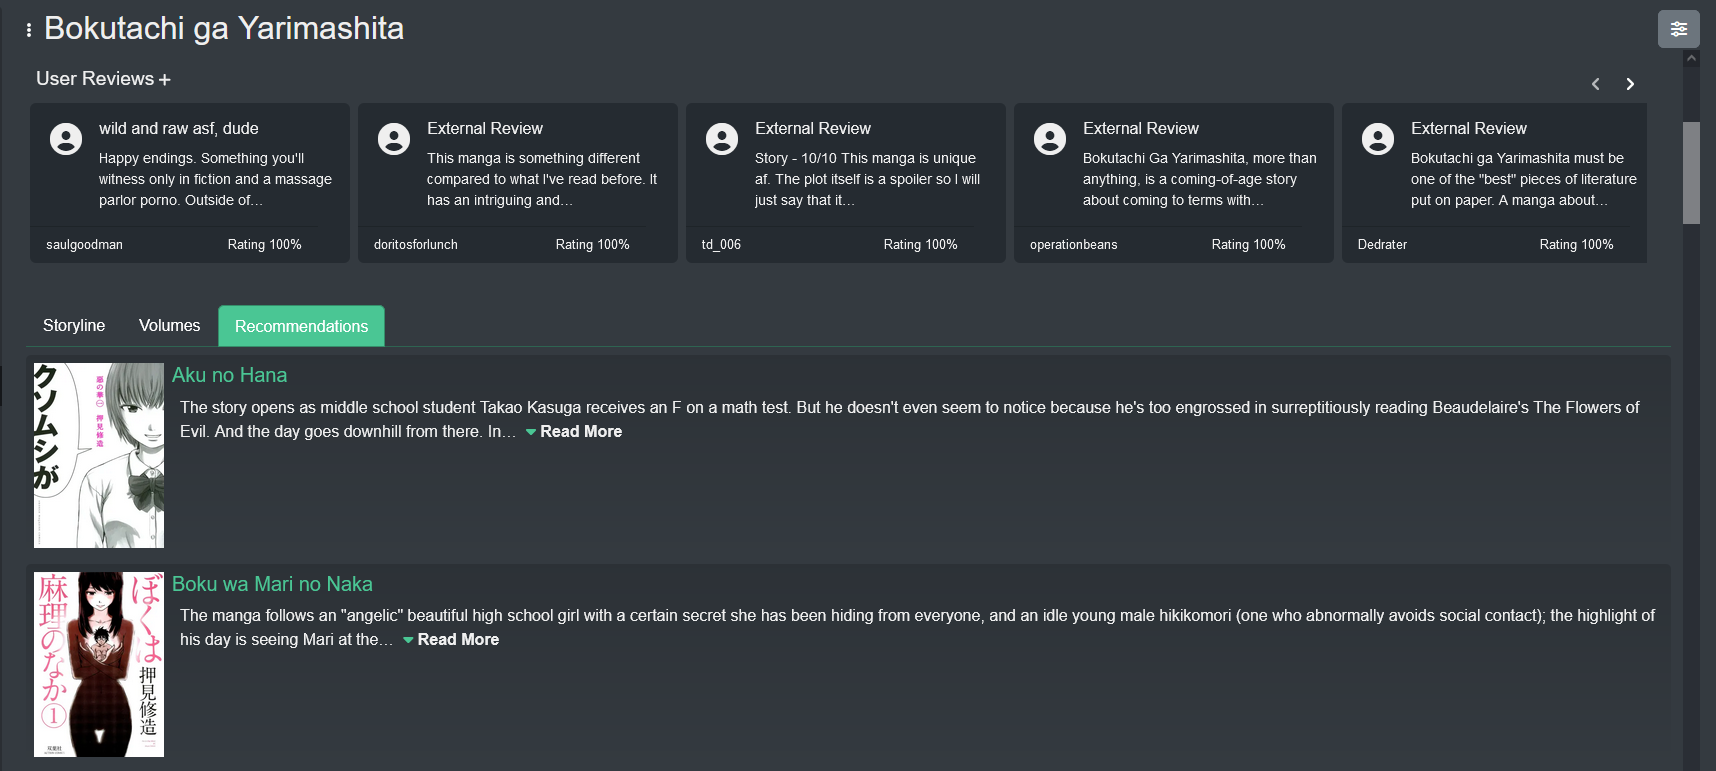 Bokutachi ga Yarimashita
User Reviews
wild and raw asf, dude
Happy endings. Something you'll
witness only in fiction and a massage
parlor porno. Outside of…
saulgoodman Rating 100%
External Review
This manga is something different
compared to what I've read before. It
has an intriguing and…
doritosforlunch Rating 100%
External Review
Story - 10/10 This manga is unique
af. The plot itself is a spoiler so I will
just say that it…
td_006 Rating 100%
External Review
Bokutachi Ga Yarimashita, more than
anything, is a coming-of-age story
about coming to terms with…
operationbeans Rating 100%
External Review
Bokutachi ga Yarimashita must be
one of the "best" pieces of literature
put on paper. A manga about…
Dedrater Rating 100%
Storyline Volumes Recommendations
クソムシが
惡の華 一 押見修造
Aku no Hana
The story opens as middle school student Takao Kasuga receives an F on a math test. But he doesn't even seem to notice because he's too engrossed in surreptitiously reading Beaudelaire's The Flowers of
Evil. And the day goes downhill from there. In… Read More
ぼくは
麻理のなか
1
押見修造
Boku wa Mari no Naka
The manga follows an "angelic" beautiful high school girl with a certain secret she has been hiding from everyone, and an idle young male hikikomori (one who abnormally avoids social contact); the highlight of
his day is seeing Mari at the… Read More